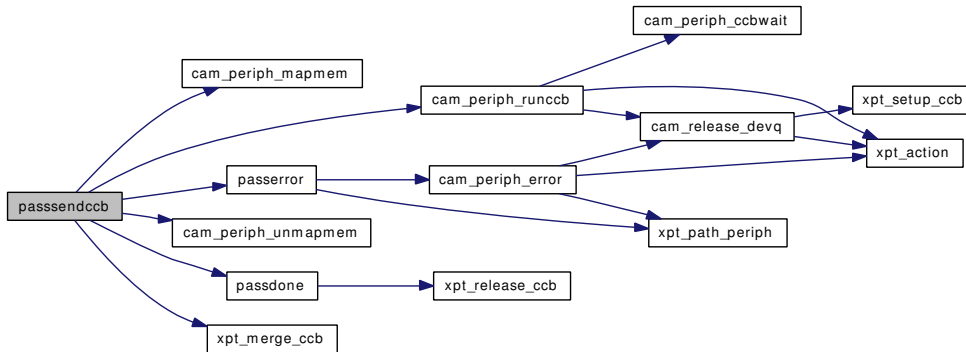 cam_periph_ccbwait
cam_periph_mapmem
cam_periph_runccb
xpt_setup_ccb
cam_release_devq
xpt_action
passerror
cam_periph_error
passsendccb
cam_periph_unmapmem
xpt_path_periph
passdone
xpt_release_ccb
xpt_merge_ccb